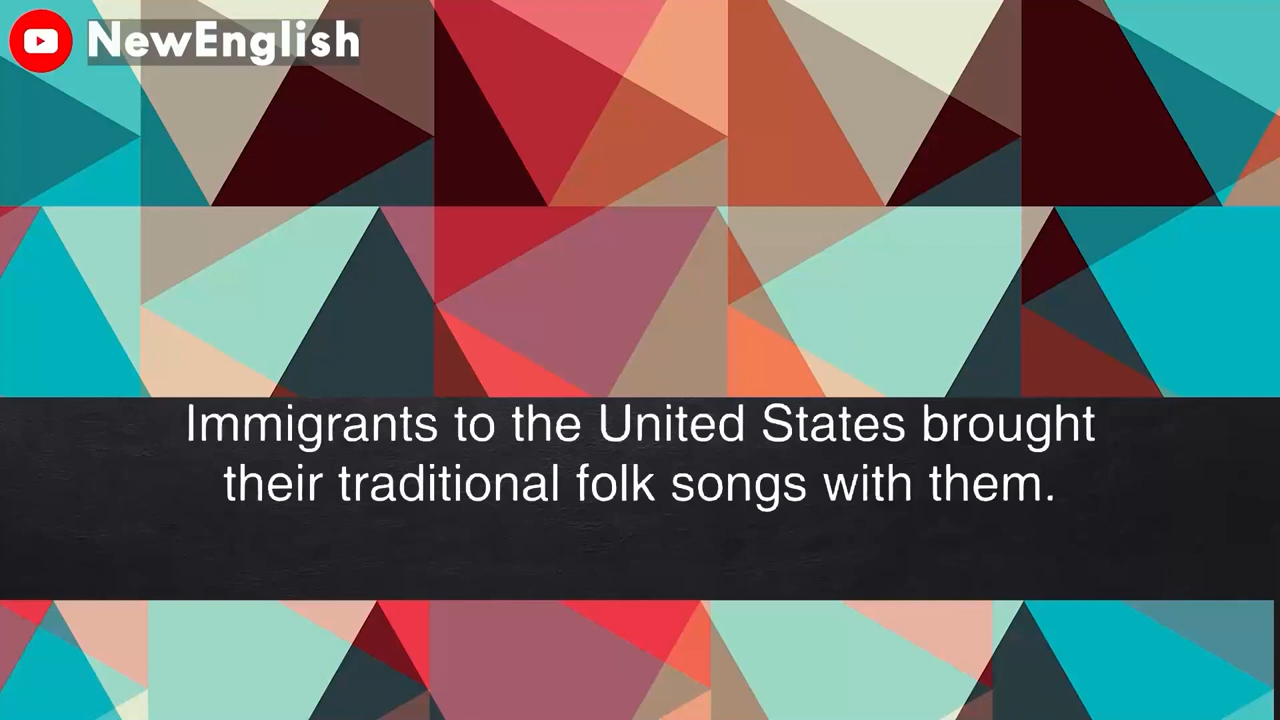 NewEnglish
Immigrants to the United States brought
their traditional folk songs with them.